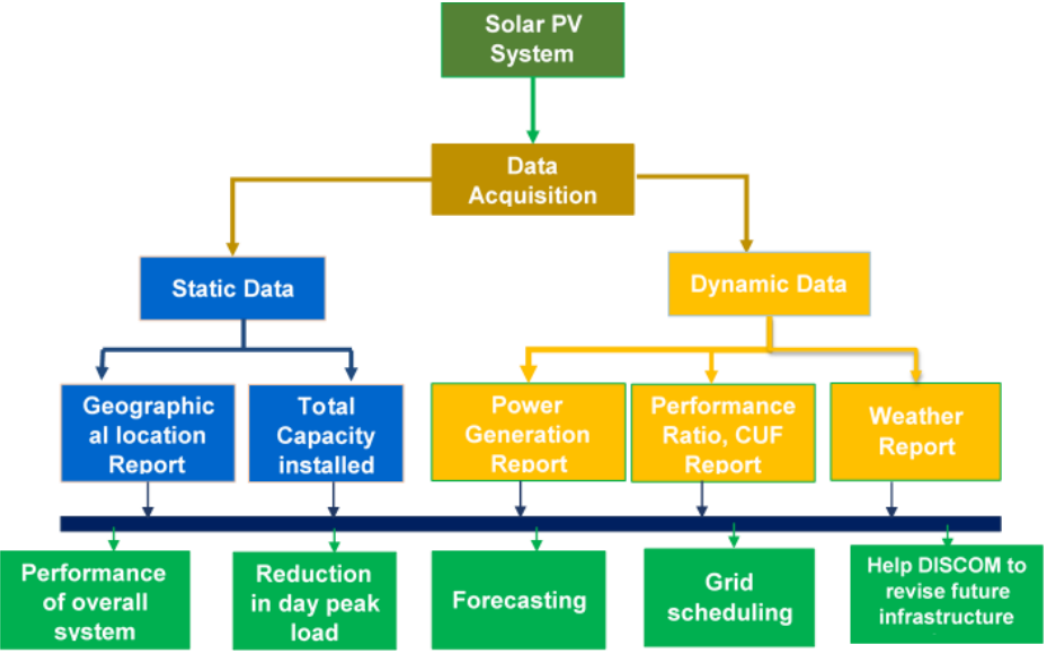 Solar PV
System
Data
Acquisition
Static Data
Dynamic Data
Geographic
al location
Report
Total
Capacity
installed
Power
Generation
Report
Performance
Ratio, CUF
Report
Weather
Report
Performance
of overall
system
Reduction
in day peak
load
Forecasting
Grid
scheduling
Help DISCOM to
revise future
infrastructure